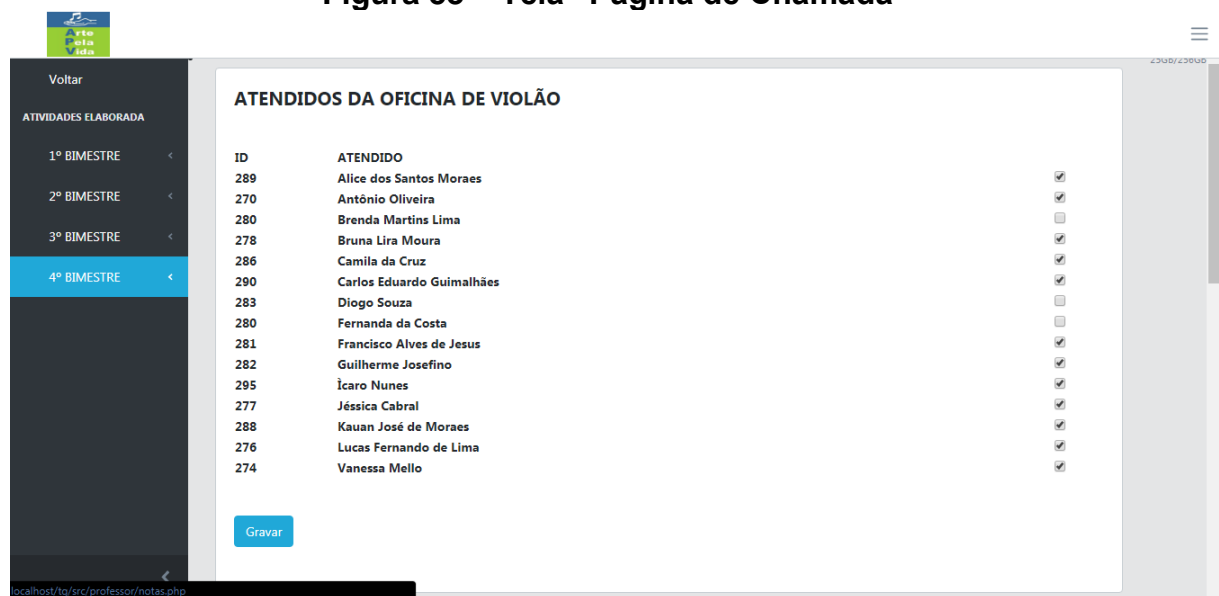 Arte
Pela
Vida
25GB/256GB
Voltar
ATIVIDADES ELABORADA
1º BIMESTRE
2º BIMESTRE
3º BIMESTRE
4º BIMESTRE
ATENDIDOS DA OFICINA DE VIOLÃO
ID ATENDIDO
289 Alice dos Santos Moraes
270 Antônio Oliveira
280 Brenda Martins Lima
278 Bruna Lira Moura
286 Camila da Cruz
290 Carlos Eduardo Guimalhães
283 Diogo Souza
280 Fernanda da Costa
281 Francisco Alves de Jesus
282 Guilherme Josefino
295 Ìcaro Nunes
277 Jéssica Cabral
288 Kauan José de Moraes
276 Lucas Fernando de Lima
274 Vanessa Mello
Gravar
localhost/tg/src/professor/notas.php